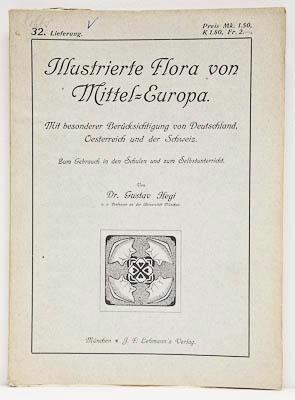 32. Lieferung.
Preis Mk. 1.50,
K 1.80, Fr. 2.—.
Illustrierte Flora von
Mittel=Europa.
Mit besonderer Berücksichtigung von Deutschland,
Oesterreich und der Schweiz.
Zum Gebrauch in den Schulen und zum Selbstunterricht.
Von
Dr. Gustav Hegi
a. o. Professor an der Universität München
München • J. F. Lehmann's Verlag.